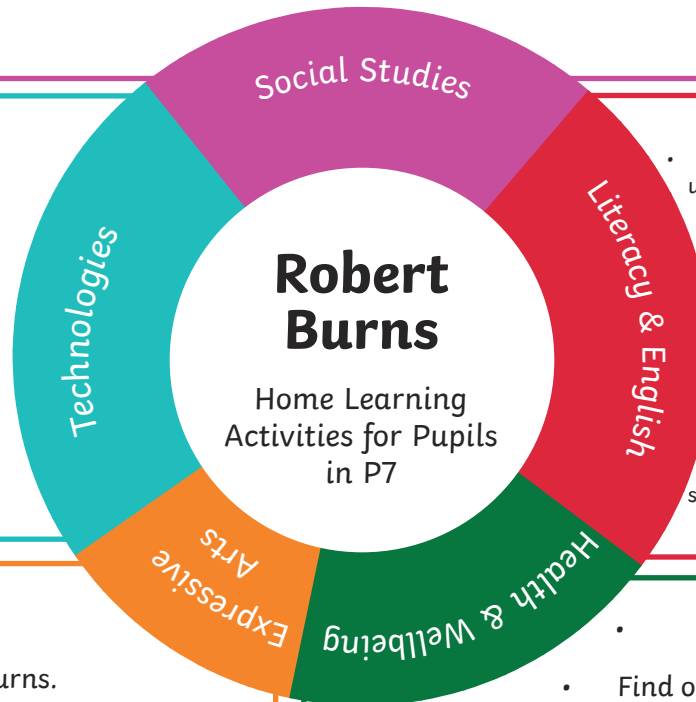 Social Studies
Literacy & English
Technologies
Robert
Burns
Home Learning
Activities for Pupils
in P7
Expressive
Arts
Health & Wellbeing
urns.
•
•
• Find o
u
s